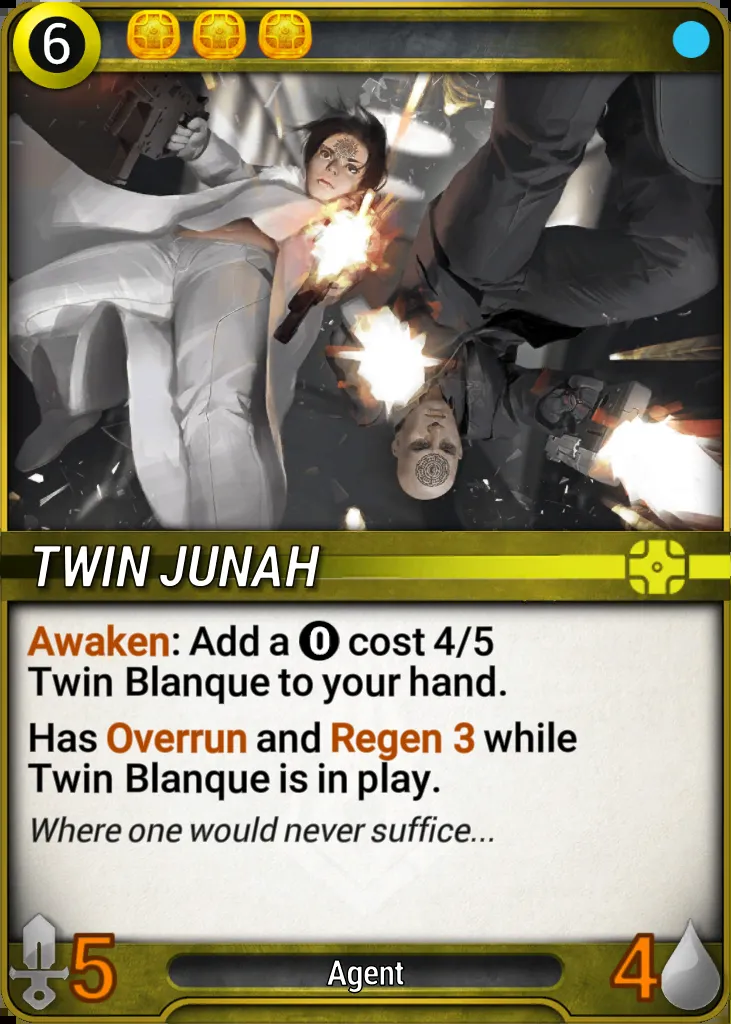 6
TWIN JUNAH
Awaken: Add a 0 cost 4/5
Twin Blanque to your hand.
Has Overrun and Regen 3 while
Twin Blanque is in play.
Where one would never suffice...
5
Agent
4